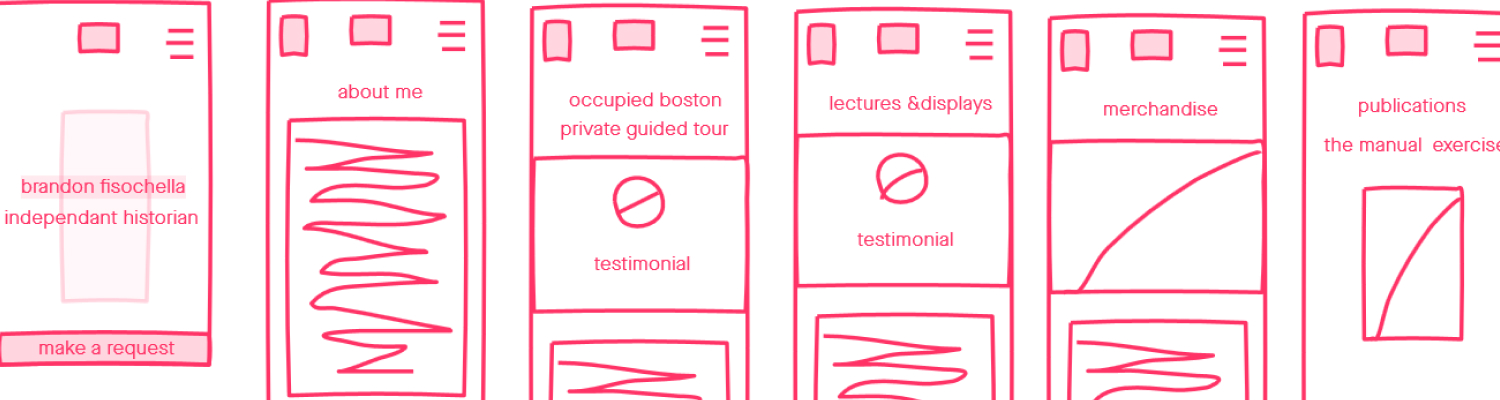 brandon fisochella
independant historian
make a request
about me
occupied boston
private guided tour
testimonial
lectures &displays
testimonial
merchandise
publications
the manual exercise